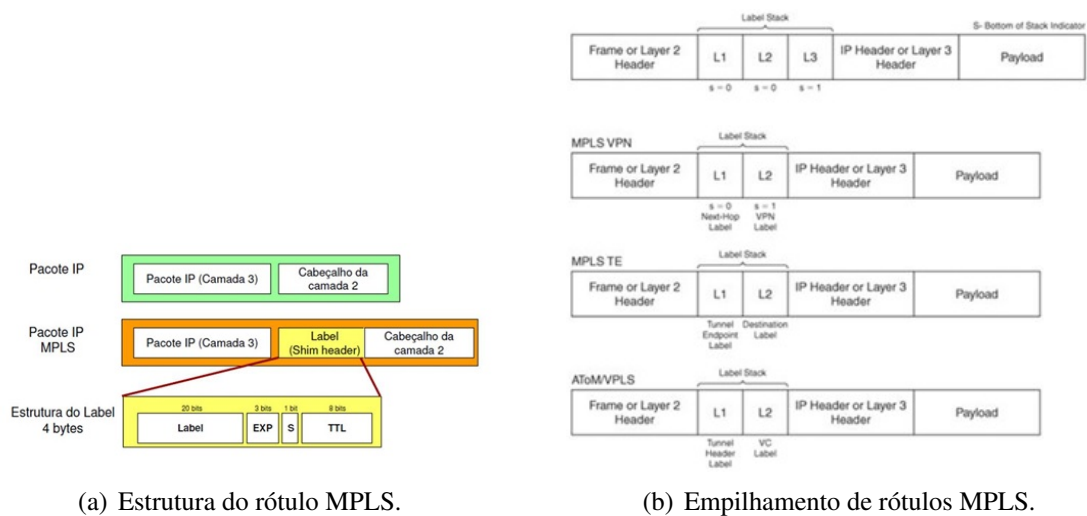 Pacote IP
Pacote IP (Camada 3)
Cabeçalho da
camada 2
Pacote IP
MPLS
Pacote IP (Camada 3)
Label
(Shim header)
Cabeçalho da
camada 2
Estrutura do Label
4 bytes
20 bits
3 bits
1 bit
8 bits
Label
EXP
S
TTL
(a) Estrutura do rótulo MPLS.
Label Stack
S- Bottom of Stack Indicator
Frame or Layer 2
Header
L1
L2
L3
IP Header or Layer 3
Header
Payload
s = 0
s = 0
s = 1
MPLS VPN
Label Stack
Frame or Layer 2
Header
L1
L2
IP Header or Layer 3
Header
Payload
s = 0
Next-Hop
Label
s = 1
VPN
Label
MPLS TE
Label Stack
Frame or Layer 2
Header
L1
L2
IP Header or Layer 3
Header
Payload
Tunnel
Endpoint
Label
Destination
Label
AToM/VPLS
Label Stack
Frame or Layer 2
Header
L1
L2
IP Header or Layer 3
Header
Payload
Tunnel
Header
Label
VC
Label
(b) Empilhamento de rótulos MPLS.